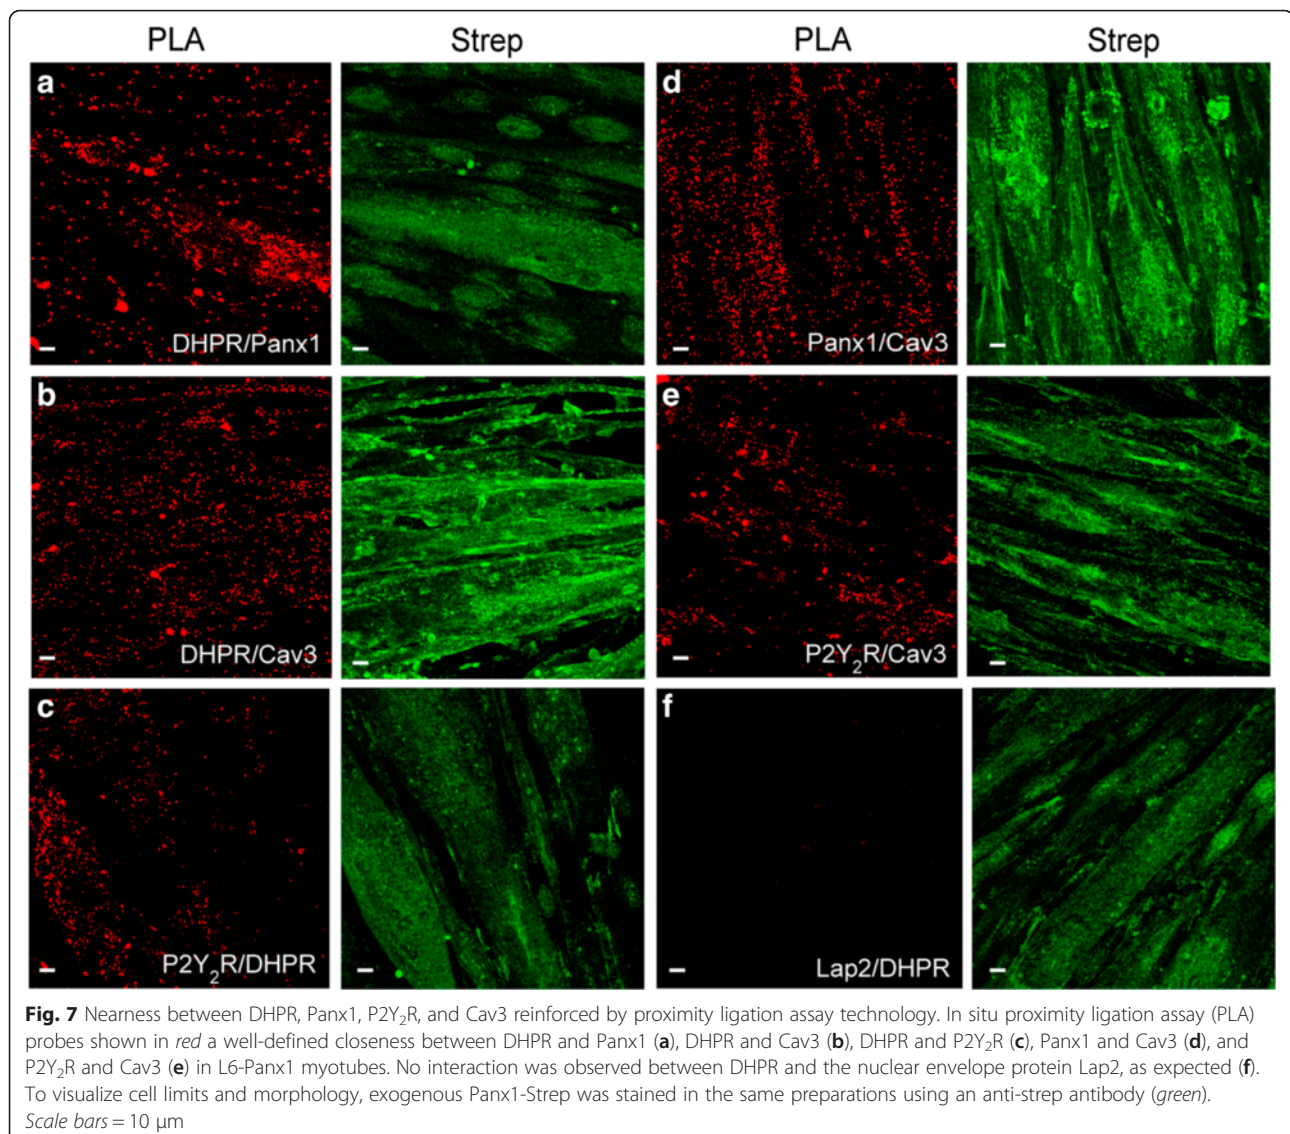 PLA Strep PLA Strep
a DHPR/Panx1 d Panx1/Cav3
b DHPR/Cav3 e P2Y₂R/Cav3
c P2Y₂R/DHPR f Lap2/DHPR
Fig. 7 Nearness between DHPR, Panx1, P2Y₂R, and Cav3 reinforced by proximity ligation assay technology. In situ proximity ligation assay (PLA)
probes shown in red a well-defined closeness between DHPR and Panx1 (a), DHPR and Cav3 (b), DHPR and P2Y₂R (c), Panx1 and Cav3 (d), and
P2Y₂R and Cav3 (e) in L6-Panx1 myotubes. No interaction was observed between DHPR and the nuclear envelope protein Lap2, as expected (f).
To visualize cell limits and morphology, exogenous Panx1-Strep was stained in the same preparations using an anti-strep antibody (green).
Scale bars = 10 μm